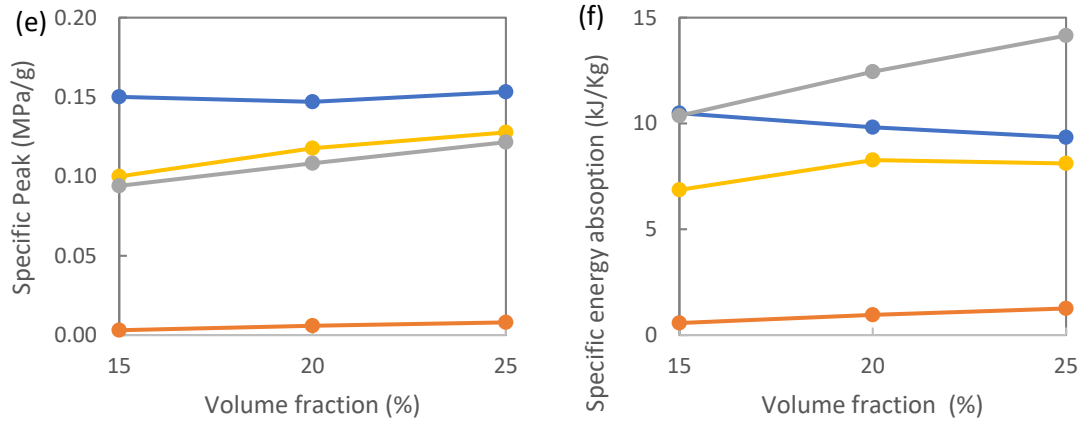 (e)
Specific Peak (MPa/g)
0.20
0.15
0.10
0.05
0.00
15
20
25
Volume fraction (%)
(f)
Specific energy absoption (kJ/Kg)
15
10
5
0
15
20
25
Volume fraction (%)